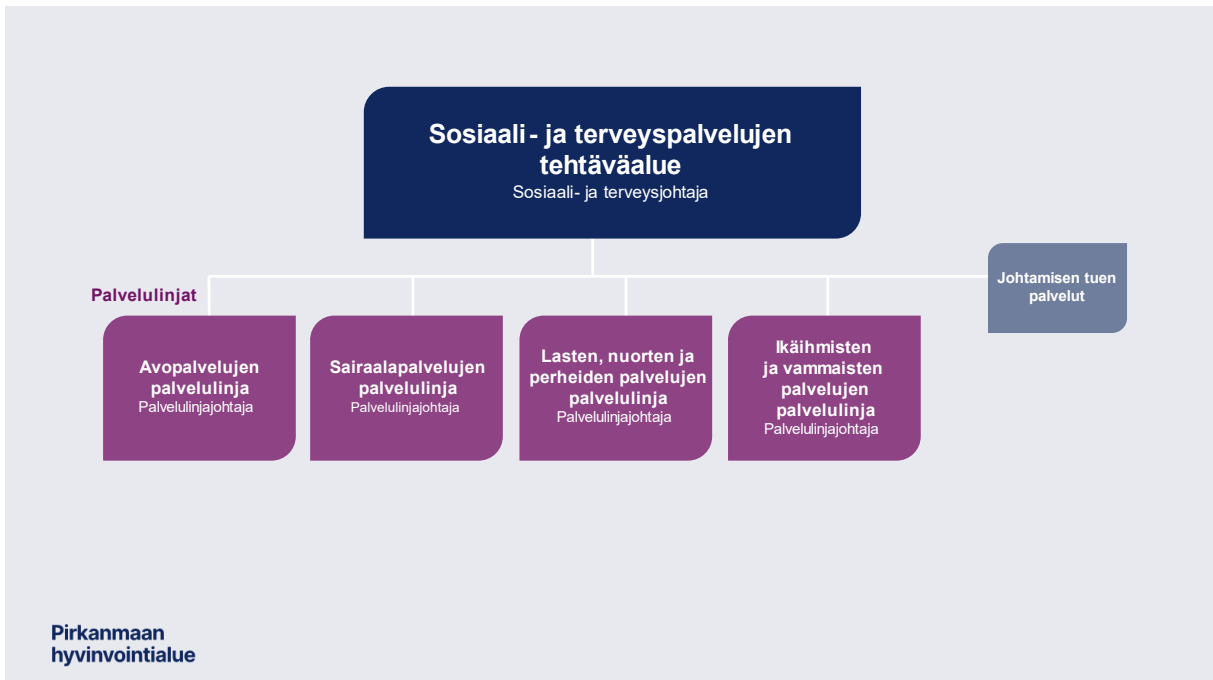 Sosiaali- ja terveyspalvelujen
tehtäväalue
Sosiaali- ja terveysjohtaja
Johtamisen tuen
palvelut
Palvelulinjat
Avopalvelujen
palvelulinja
Palvelulinjajohtaja
Sairaalapalvelujen
palvelulinja
Palvelulinjajohtaja
Lasten, nuorten ja
perheiden palvelujen
palvelulinja
Palvelulinjajohtaja
Ikäihmisten
ja vammaisten
palvelujen
palvelulinja
Palvelulinjajohtaja
Pirkanmaan
hyvinvointialue